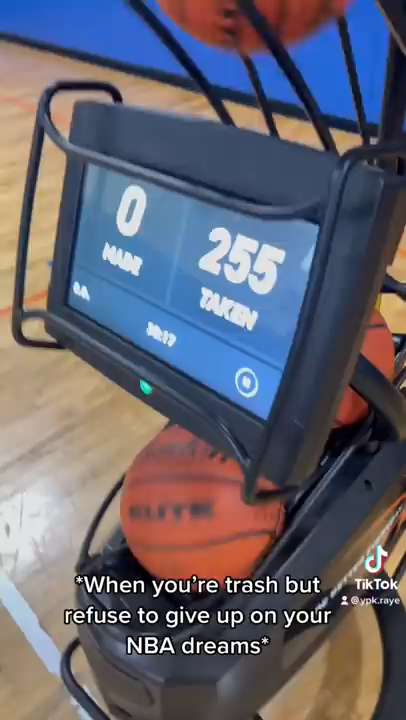 0
MADE
255
TAKEN
ELITE
TikTok
@ypk.raye
*When you're trash but
refuse to give up on your
NBA dreams*